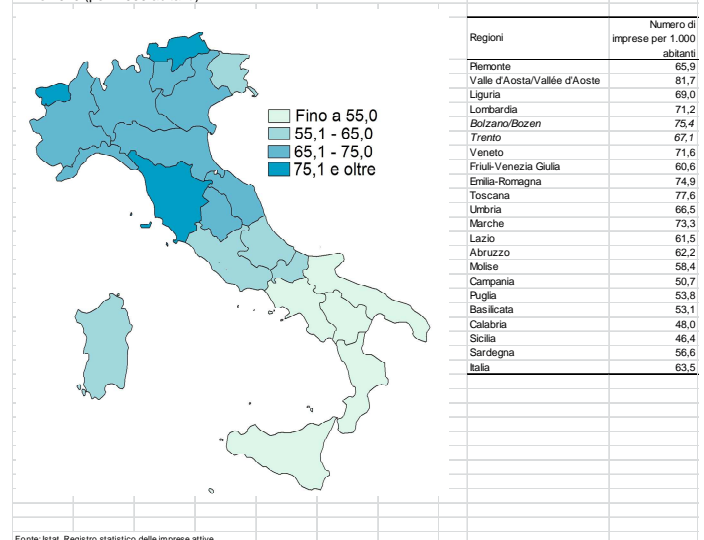 Fino a 55,0
55,1 - 65,0
65,1 - 75,0
75,1 e oltre
Regioni Numero di imprese per 1.000 abitanti
Piemonte 65,9
Valle d'Aosta/Vallée d'Aoste 81,7
Liguria 69,0
Lombardia 71,2
Bolzano/Bozen 75,4
Trento 67,1
Veneto 71,6
Friuli-Venezia Giulia 60,6
Emilia-Romagna 74,9
Toscana 77,6
Umbria 66,5
Marche 73,3
Lazio 61,5
Abruzzo 62,2
Molise 58,4
Campania 50,7
Puglia 53,8
Basilicata 53,1
Calabria 48,0
Sicilia 46,4
Sardegna 56,6
Italia 63,5
Fonte: Istat, Registro statistico delle imprese attive